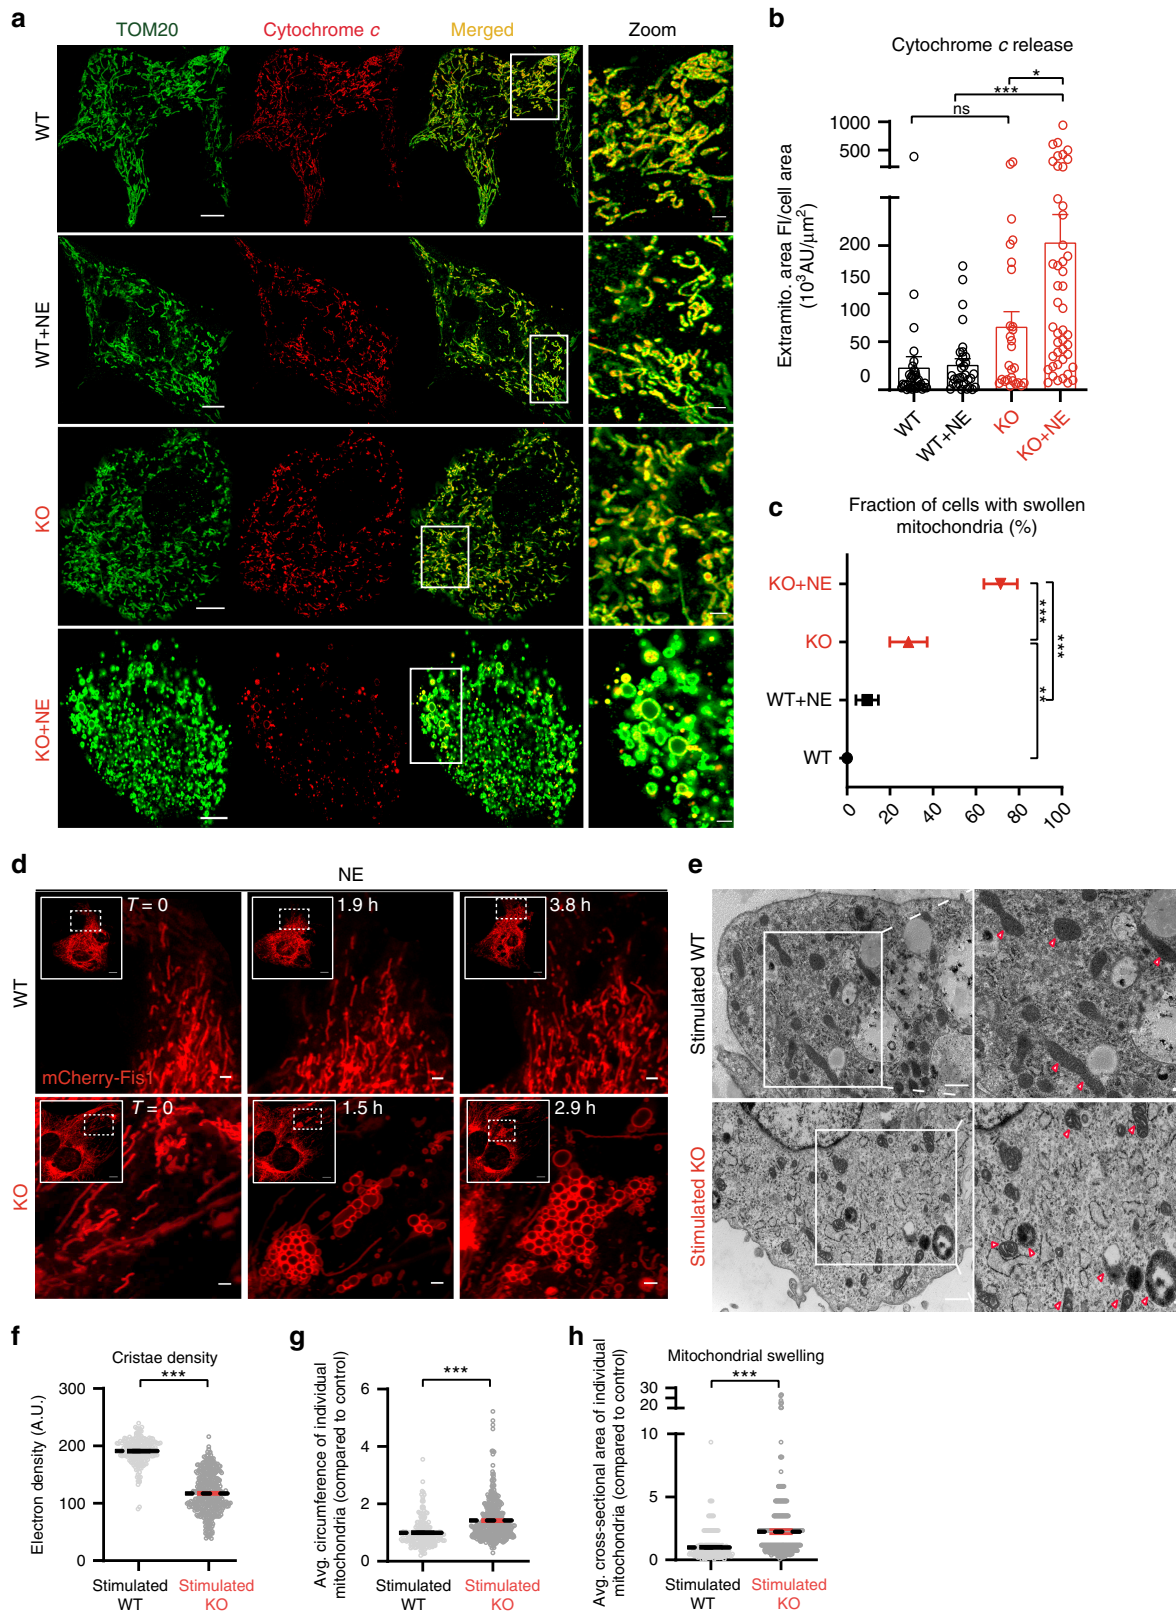 a
TOM20
Cytochrome c
Merged
Zoom
WT
WT+NE
KO
KO+NE
b
Cytochrome c release
*
***
ns
Extramito. area FI/cell area
(10³AU/µm²)
1000
500
200
150
100
50
0
WT
WT+NE
KO
KO+NE
c
Fraction of cells with swollen
mitochondria (%)
KO+NE
KO
WT+NE
WT
***
***
**
0
20
40
60
80
100
d
NE
WT
T = 0
1.9 h
3.8 h
mCherry-Fis1
KO
T = 0
1.5 h
2.9 h
e
Stimulated WT
Stimulated KO
f
Cristae density
***
Electron density (A.U.)
300
200
100
0
Stimulated
WT
Stimulated
KO
g
***
Avg. circumference of individual
mitochondria (compared to control)
6
4
2
0
Stimulated
WT
Stimulated
KO
h
Mitochondrial swelling
***
Avg. cross-sectional area of individual
mitochondria (compared to control)
30
20
10
5
0
Stimulated
WT
Stimulated
KO